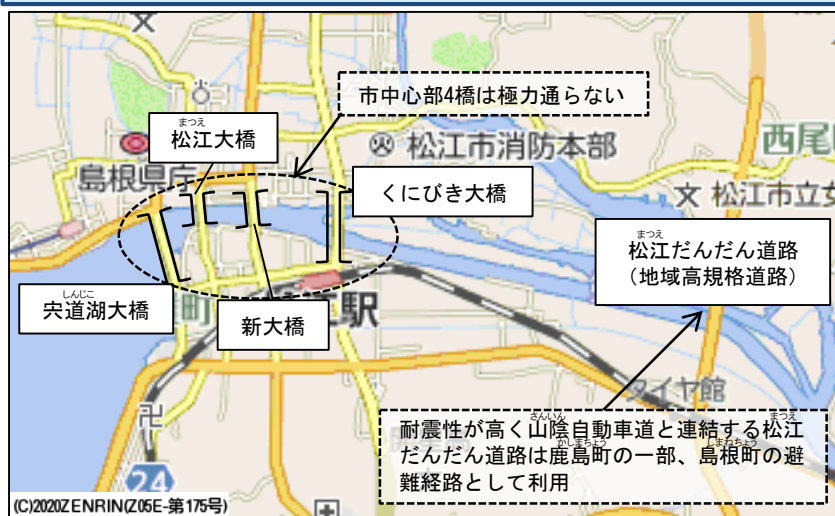 市中心部4橋は極力通らない
まつえ
松江大橋
松江市消防本部
西尾
島根県庁
くにびき大橋
松江市立女
まつえ
松江だんだん道路
（地域高規格道路）
しんじこ
宍道湖大橋
町
新大橋
駅
タイヤ館
さんいん
まつえ
耐震性が高く山陰自動車道と連結する松江
かしまちょう
しまねちょう
だんだん道路は鹿島町の一部、島根町の避
難経路として利用
24
(C)2020ZENRIN(Z05E-第175号)